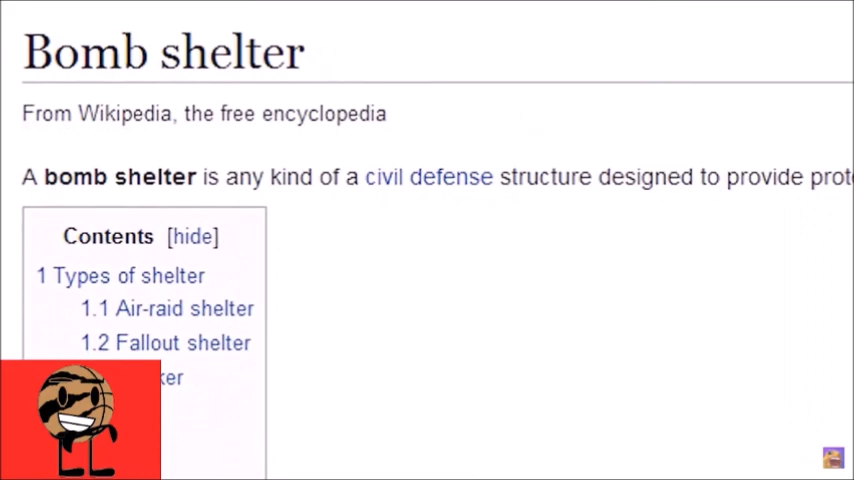 Bomb shelter
From Wikipedia, the free encyclopedia
A bomb shelter is any kind of a civil defense structure designed to provide
Contents [hide]
1 Types of shelter
1.1 Air-raid shelter
1.2 Fallout shelter